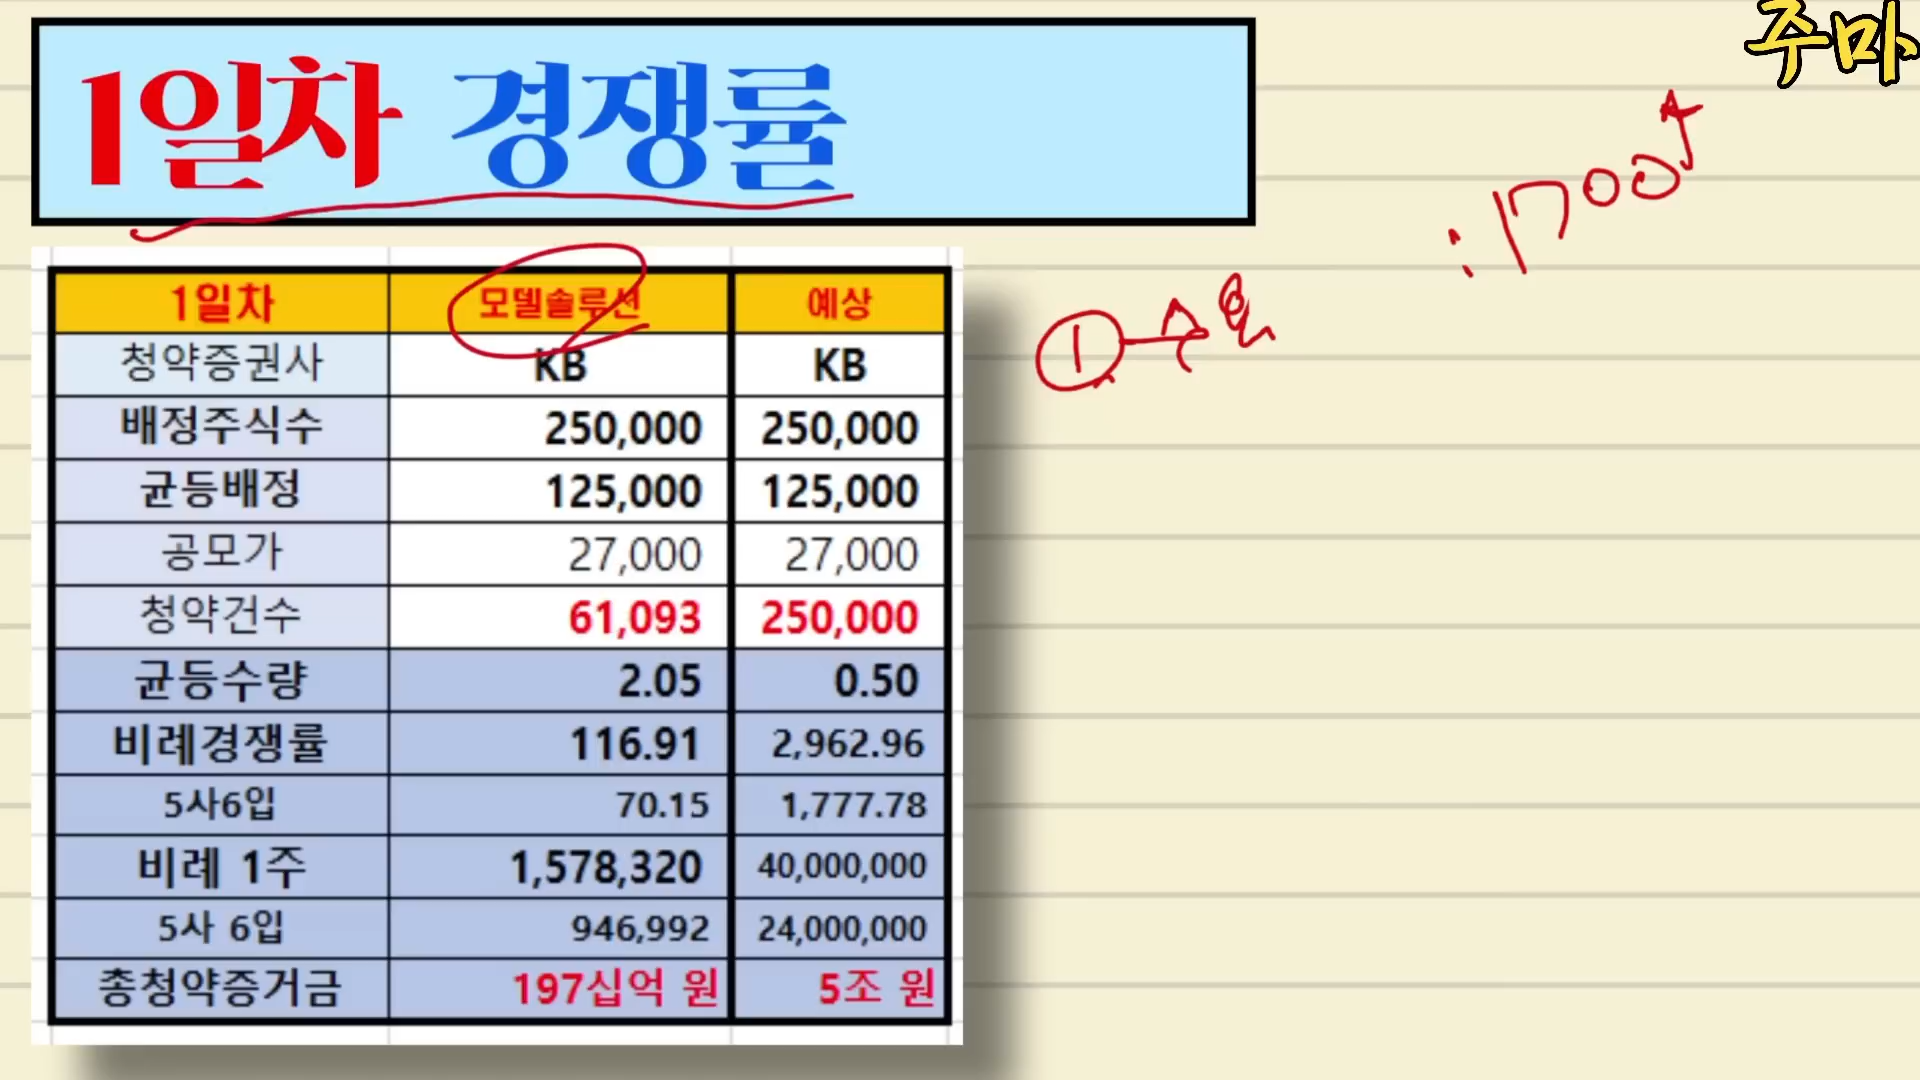 주마
1일차 경쟁률
:1700↑
1일차 모델솔루션 예상
청약증권사 KB KB
① 수요
배정주식수 250,000 250,000
균등배정 125,000 125,000
공모가 27,000 27,000
청약건수 61,093 250,000
균등수량 2.05 0.50
비례경쟁률 116.91 2,962.96
5사6입 70.15 1,777.78
비례 1주 1,578,320 40,000,000
5사 6입 946,992 24,000,000
총청약증거금 197십억 원 5조 원